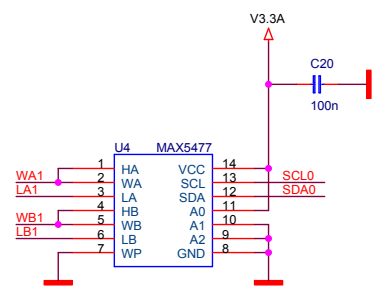 V3.3A
C20
100n
U4 MAX5477
1 HA VCC 14
WA1 2 WA SCL 13 SCL0
LA1 3 LA SDA 12 SDA0
4 HB A0 11
WB1 5 WB A1 10
LB1 6 LB A2 9
7 WP GND 8